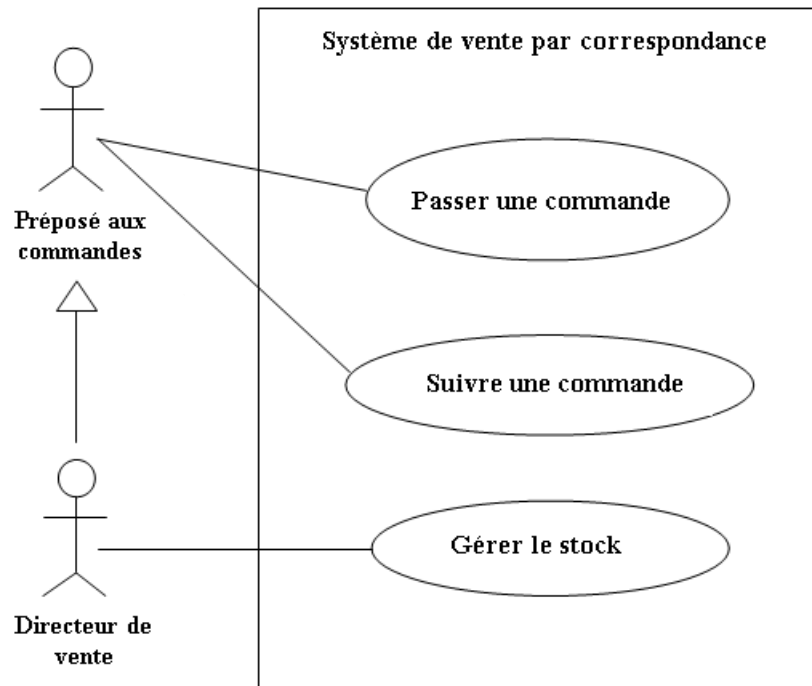 Système de vente par correspondance
Passer une commande
Préposé aux
commandes
Suivre une commande
Gérer le stock
Directeur de
vente